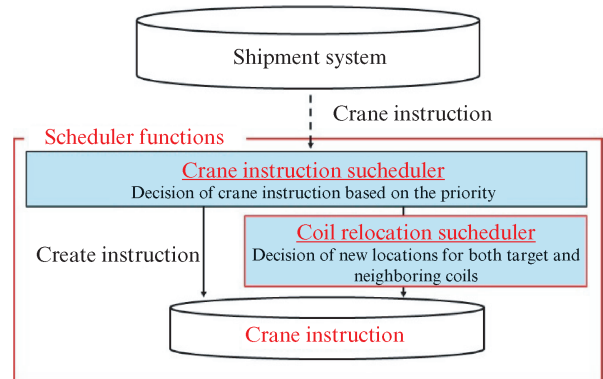 Shipment system
Crane instruction
Scheduler functions
Crane instruction sucheduler
Decision of crane instruction based on the priority
Create instruction
Coil relocation sucheduler
Decision of new locations for both target and
neighboring coils
Crane instruction